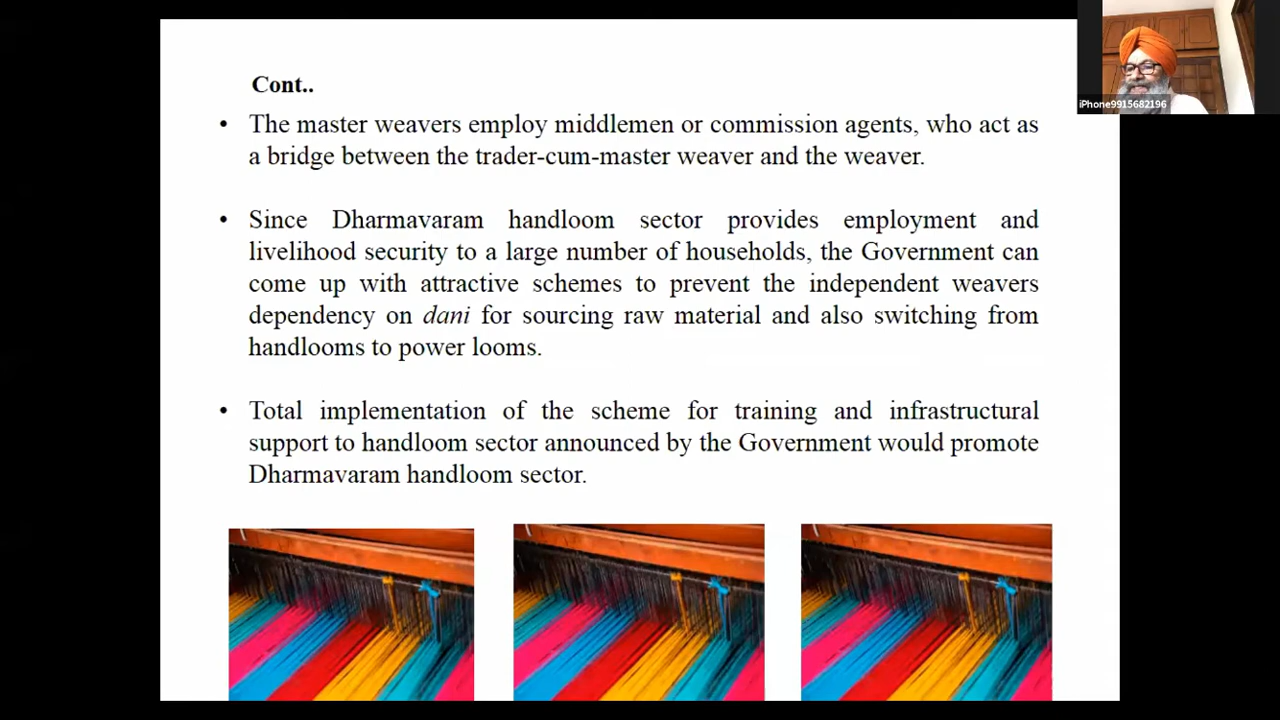 Cont..
• The master weavers employ middlemen or commission agents, who act as
a bridge between the trader-cum-master weaver and the weaver.
• Since Dharmavaram handloom sector provides employment and
livelihood security to a large number of households, the Government can
come up with attractive schemes to prevent the independent weavers
dependency on dani for sourcing raw material and also switching from
handlooms to power looms.
• Total implementation of the scheme for training and infrastructural
support to handloom sector announced by the Government would promote
Dharmavaram handloom sector.
iPhone9915682196